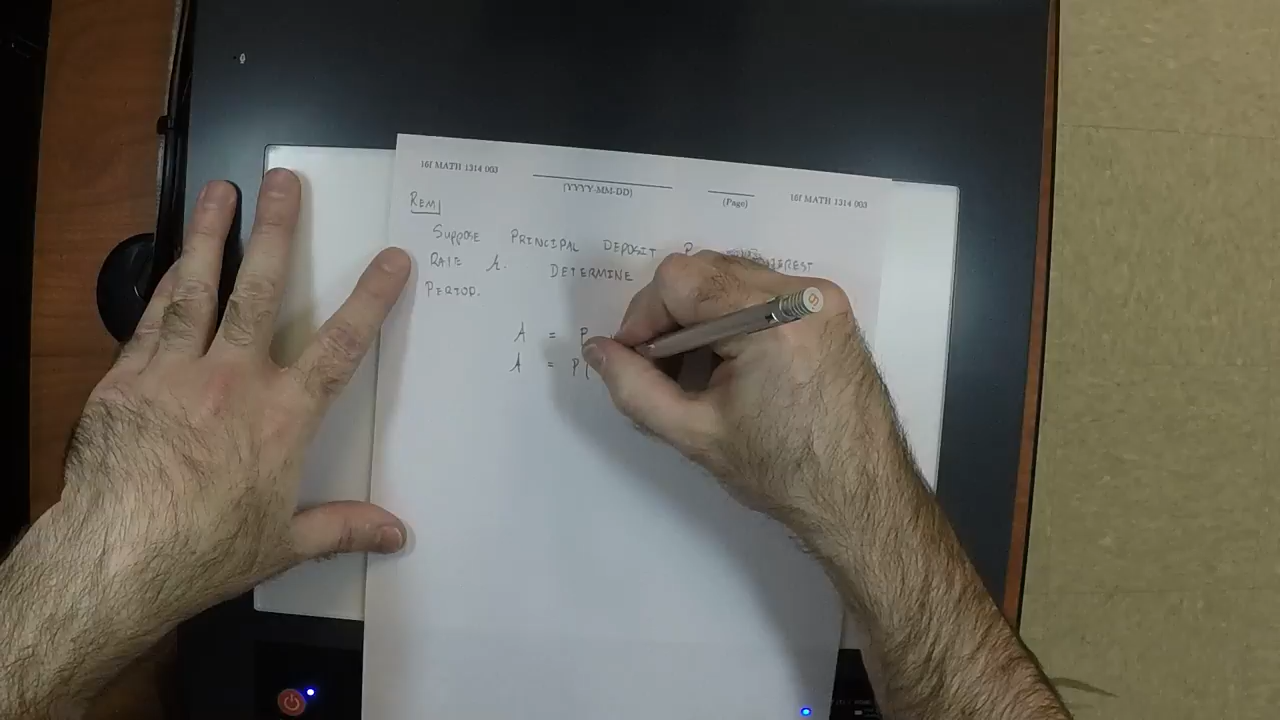 16f MATH 1314 003 (YYYY-MM-DD) (Page) 16f MATH 1314 003
REM
SUPPOSE PRINCIPAL DEPOSIT P
RATE r. DETERMINE
PERIOD.
A = P
A = P(